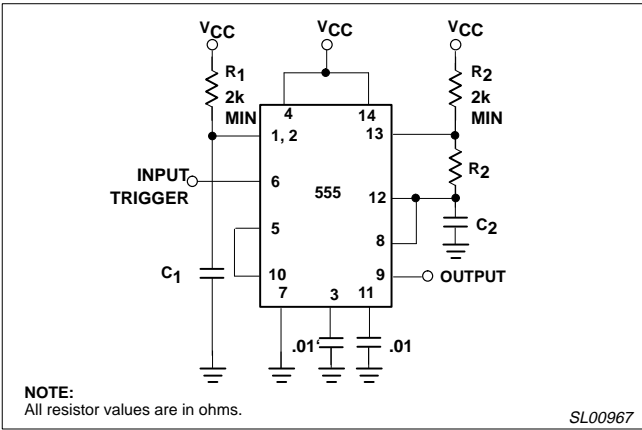 VCC VCC VCC
R1
2k
MIN
R2
2k
MIN
4 14
1, 2 13
INPUT
TRIGGER
6
555
R2
12
5
8
C2
C1
10 9
OUTPUT
7 3 11
.01‘ .01
NOTE:
All resistor values are in ohms.
SL00967